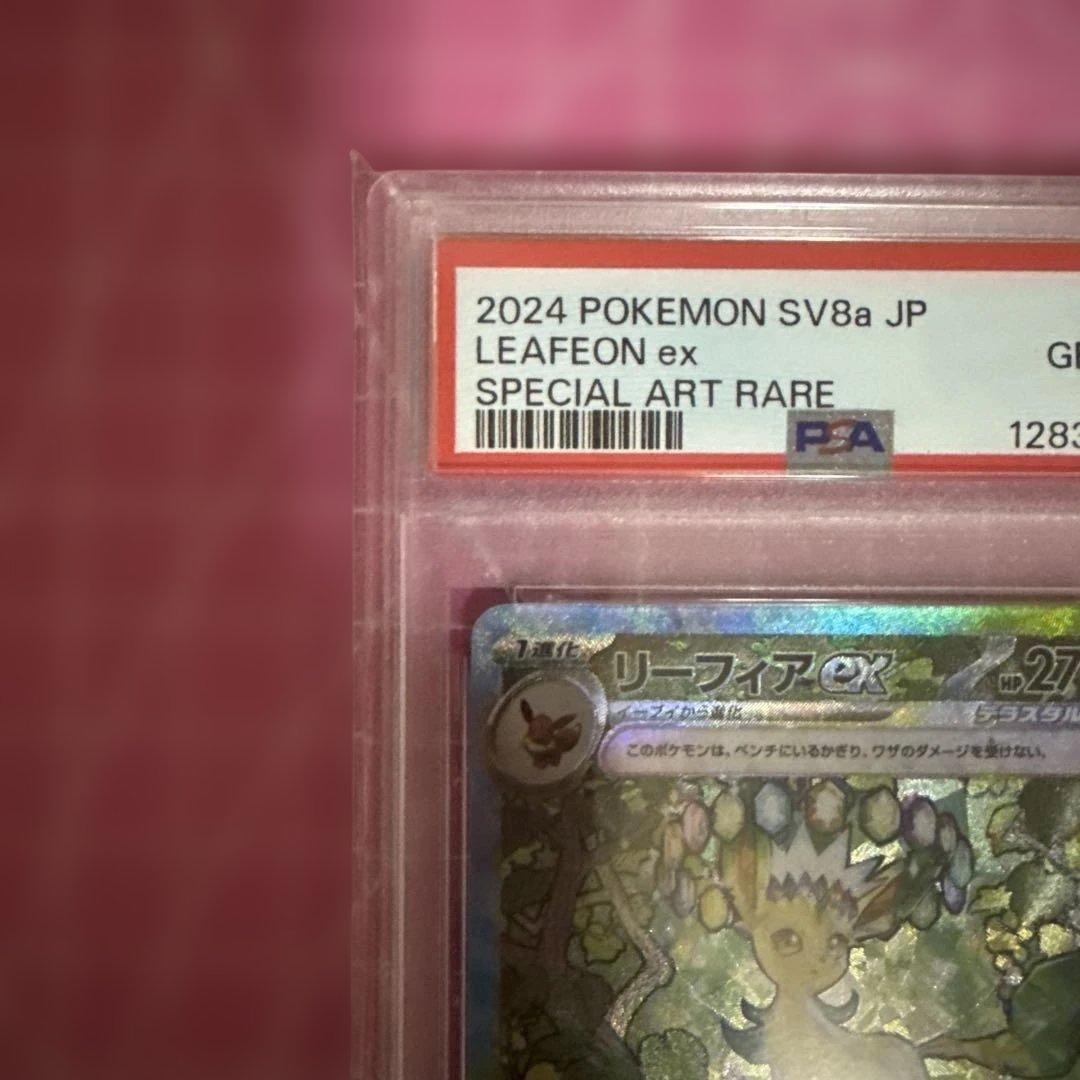 2024 POKEMON SV8a JP
LEAFEON ex
GE
SPECIAL ART RARE
PSA
1283
1進化
リーフィアex
HP 27
イーブイから進化
テラスタル
このポケモンは、ベンチにいるかぎり、ワザのダメージを受けない。